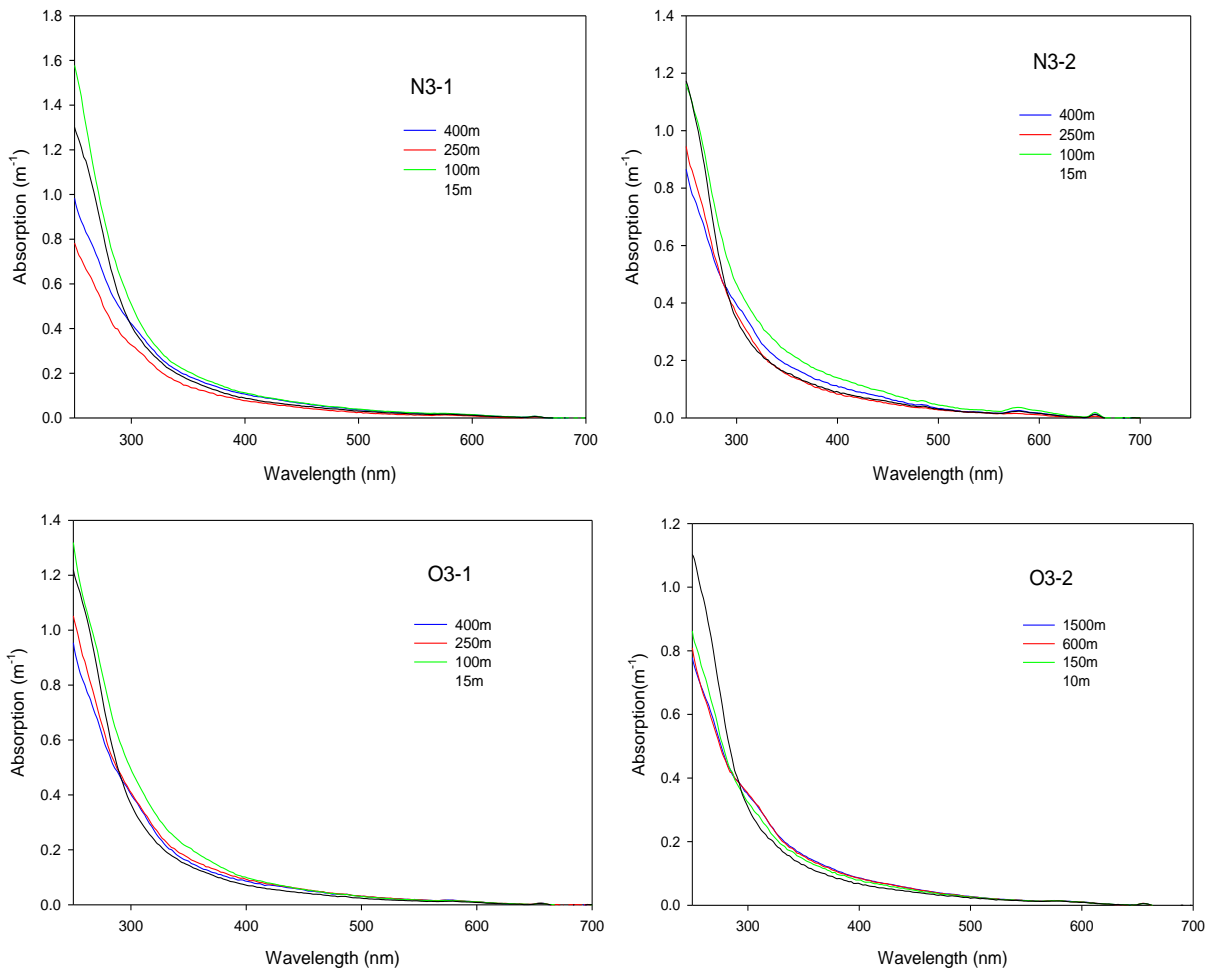 1.8
1.6
1.4
1.2
1.0
0.8
0.6
0.4
0.2
0.0
Absorption (m⁻¹)
N3-1
400m
250m
100m
15m
300 400 500 600 700
Wavelength (nm)
1.4
1.2
1.0
0.8
0.6
0.4
0.2
0.0
Absorption (m⁻¹)
N3-2
400m
250m
100m
15m
300 400 500 600 700
Wavelength (nm)
1.4
1.2
1.0
0.8
0.6
0.4
0.2
0.0
Absorption (m⁻¹)
O3-1
400m
250m
100m
15m
300 400 500 600 700
Wavelength (nm)
1.2
1.0
0.8
0.6
0.4
0.2
0.0
Absorption(m⁻¹)
O3-2
1500m
600m
150m
10m
300 400 500 600 700
Wavelength (nm)